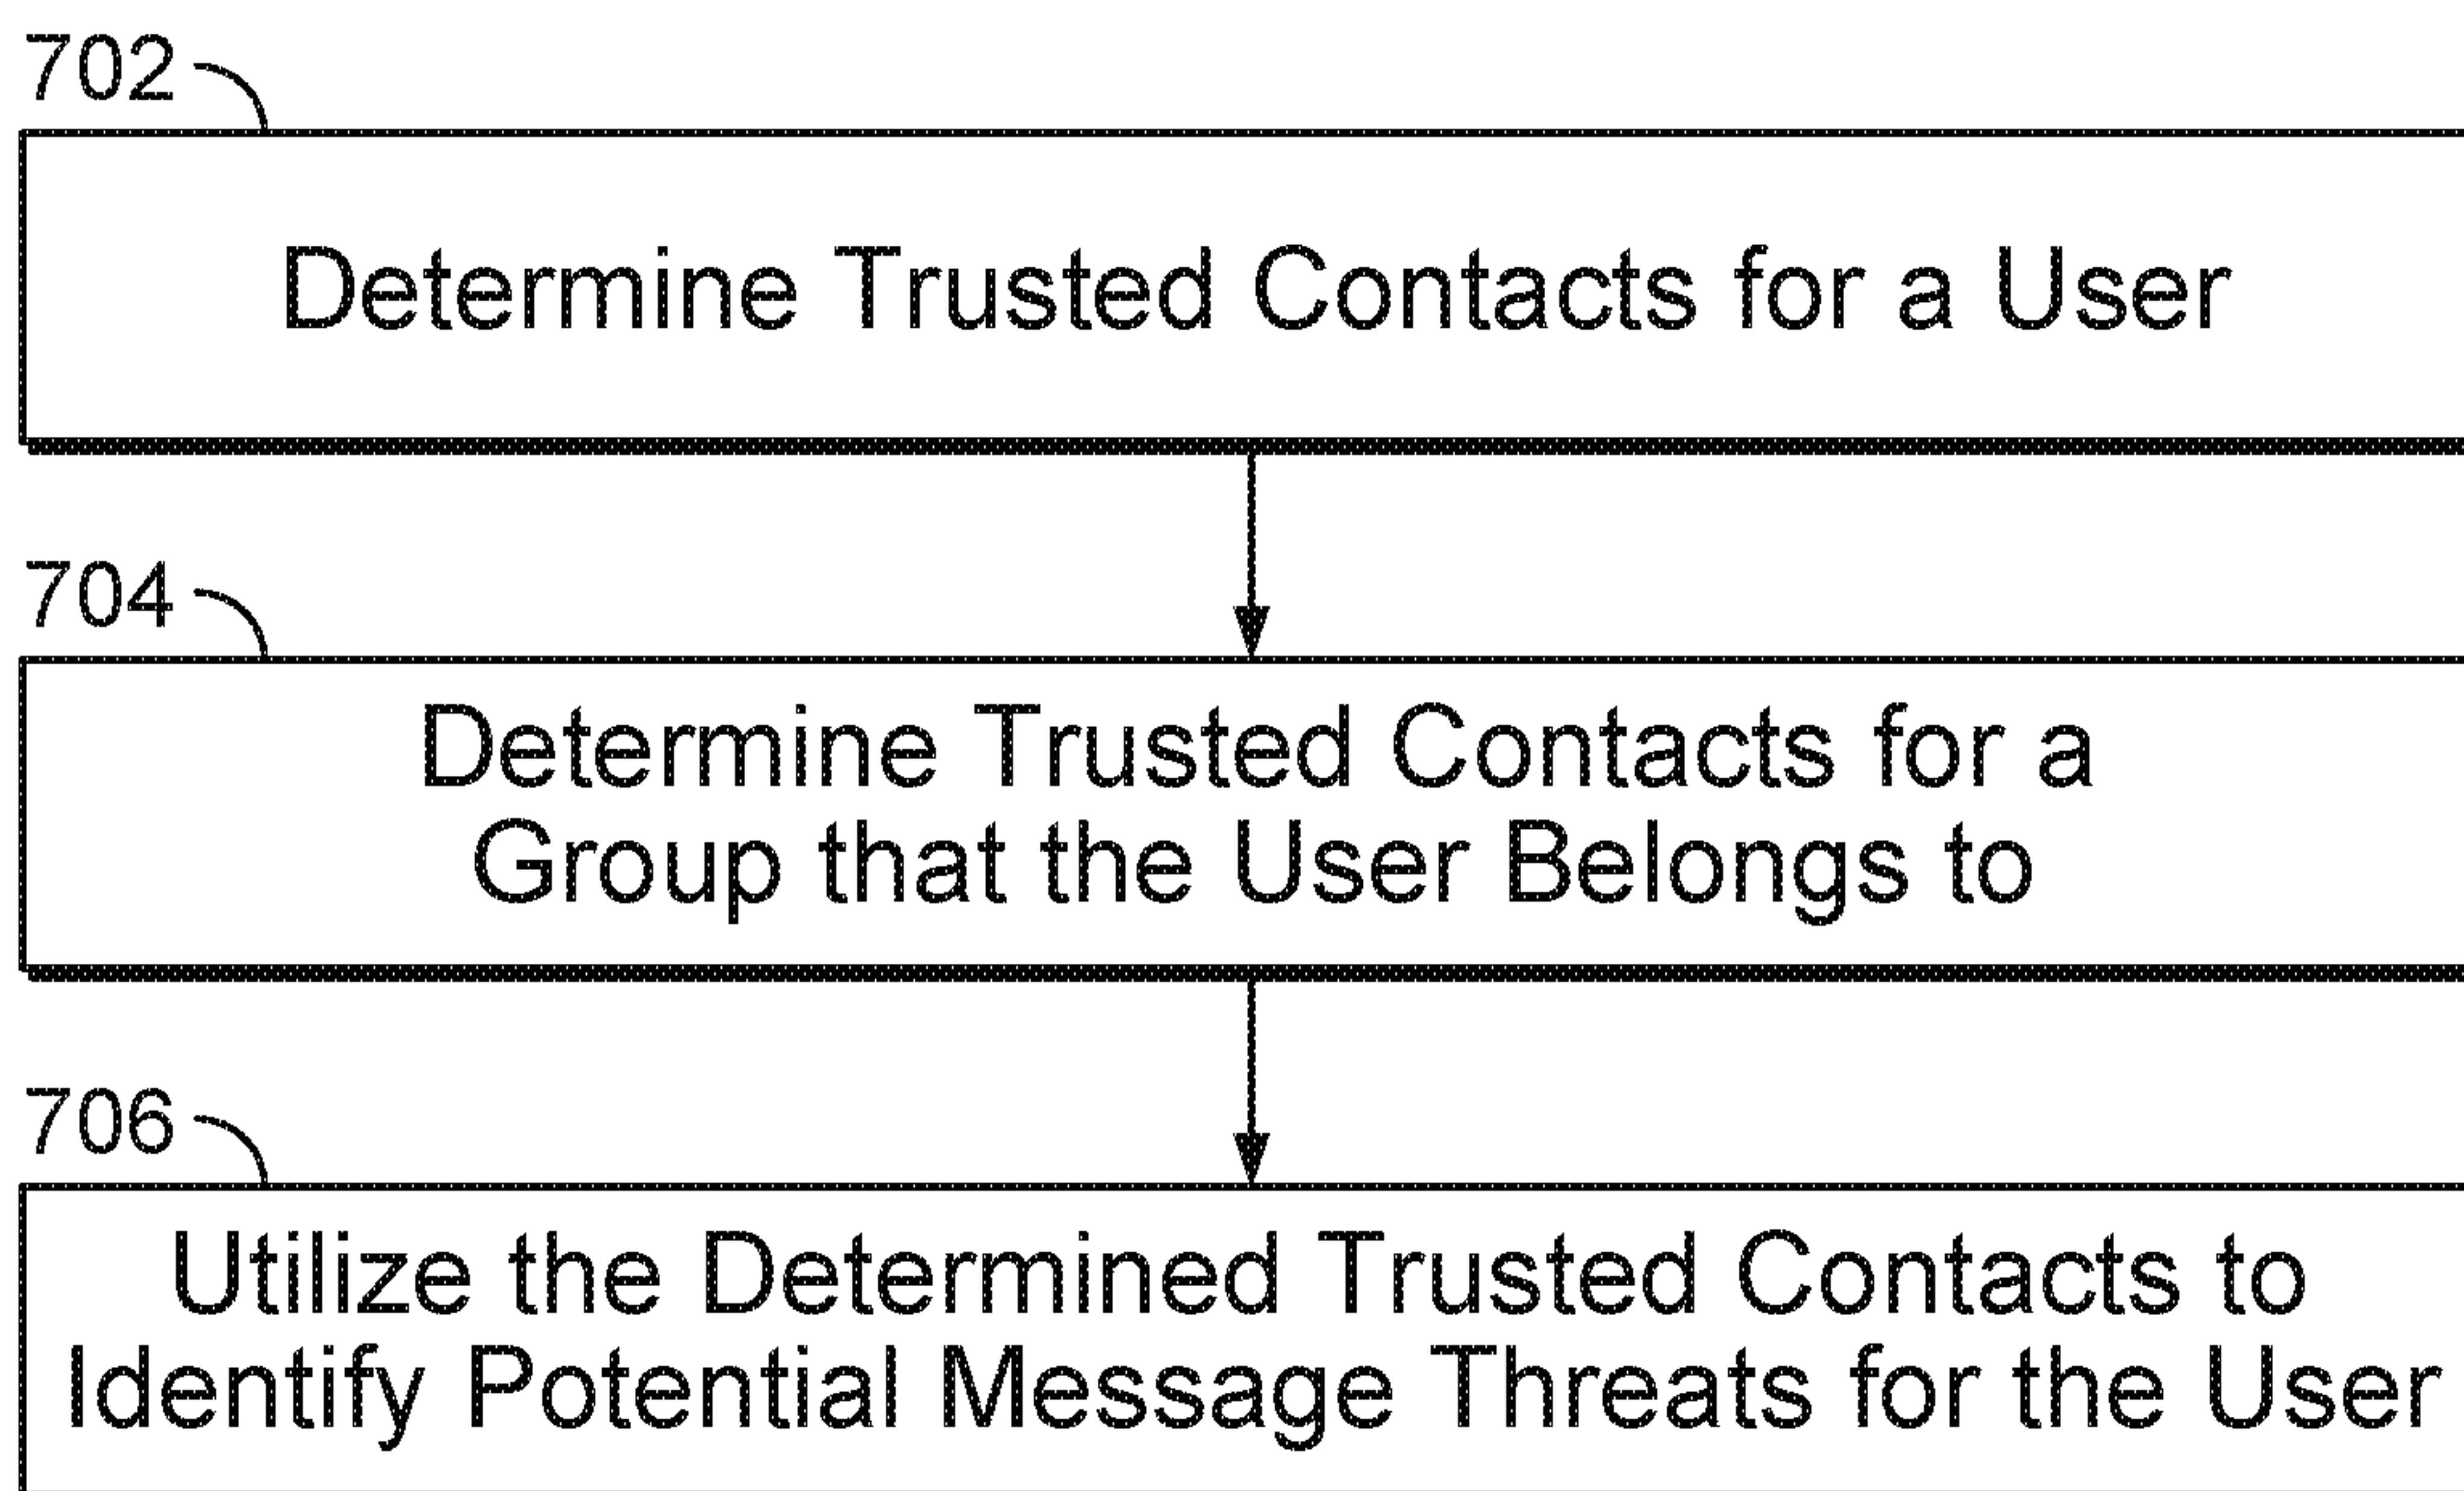 702
Determine Trusted Contacts for a User
704
Determine Trusted Contacts for a
Group that the User Belongs to
706
Utilize the Determined Trusted Contacts to
Identify Potential Message Threats for the User